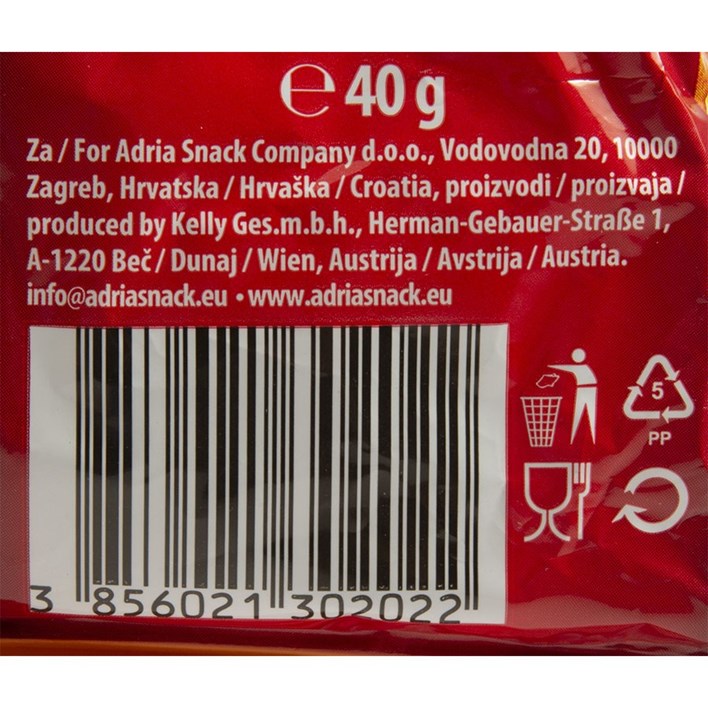 ℮ 40 g
Za / For Adria Snack Company d.o.o., Vodovodna 20, 10000
Zagreb, Hrvatska / Hrvaška / Croatia, proizvodi / proizvaja /
produced by Kelly Ges.m.b.h., Herman-Gebauer-Straße 1,
A-1220 Beč / Dunaj / Wien, Austrija / Avstrija / Austria.
info@adriasnack.eu • www.adriasnack.eu
5
PP
3 856021 302022